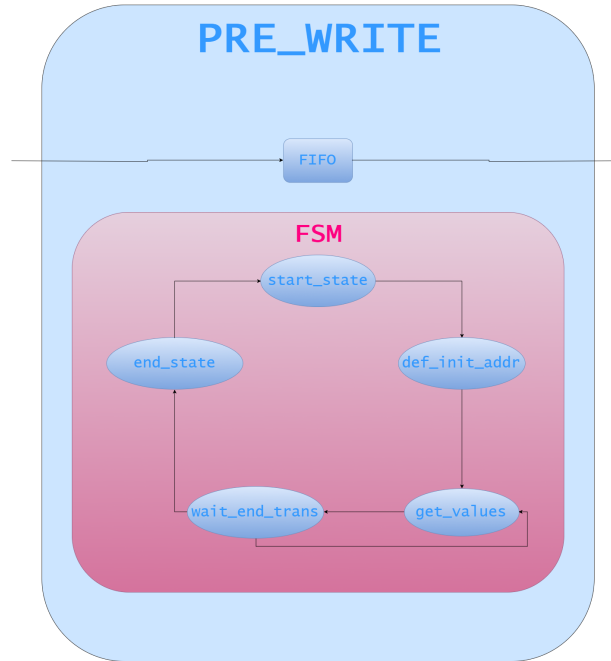 PRE_WRITE
FIFO
FSM
start_state
end_state
def_init_addr
wait_end_trans
get_values